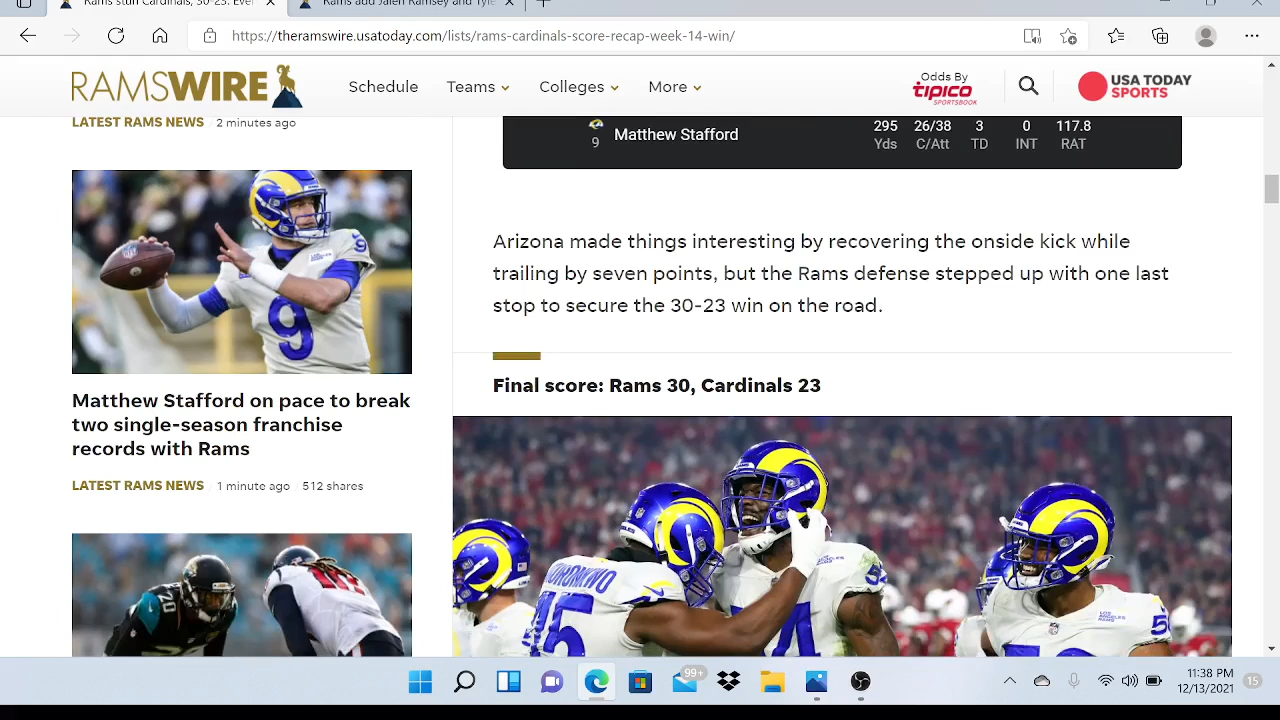 Rams stun Cardinals, 30-23: Ever
Rams add Jalen Ramsey and Tyle
https://theramswire.usatoday.com/lists/rams-cardinals-score-recap-week-14-win/
RAMSWIRE
Schedule
Teams
Colleges
More
Odds By
tipico
SPORTSBOOK
USA TODAY
SPORTS
LATEST RAMS NEWS 2 minutes ago
Matthew Stafford on pace to break
two single-season franchise
records with Rams
LATEST RAMS NEWS 1 minute ago 512 shares
9
Matthew Stafford
295 26/38 3 0 117.8
Yds C/Att TD INT RAT
Arizona made things interesting by recovering the onside kick while
trailing by seven points, but the Rams defense stepped up with one last
stop to secure the 30-23 win on the road.
Final score: Rams 30, Cardinals 23
9
9
20
45
54
99+
11:38 PM
12/13/2021
15